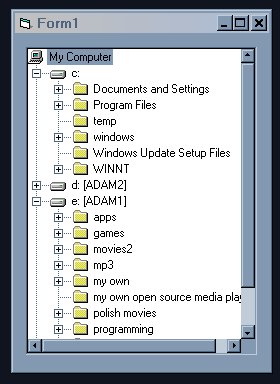 Form1
My Computer
c:
Documents and Settings
Program Files
temp
windows
Windows Update Setup Files
WINNT
d: [ADAM2]
e: [ADAM1]
apps
games
movies2
mp3
my own
my own open source media play
polish movies
programming